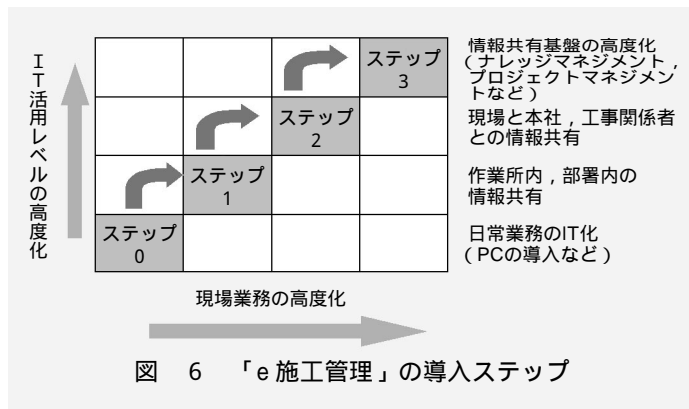 IT活用レベルの高度化
ステップ
3
情報共有基盤の高度化
（ナレッジマネジメント，
プロジェクトマネジメン
トなど）
ステップ
2
現場と本社，工事関係者
との情報共有
ステップ
1
作業所内，部署内の
情報共有
ステップ
0
日常業務のIT化
（PCの導入など）
現場業務の高度化
図　6　「e施工管理」の導入ステップ